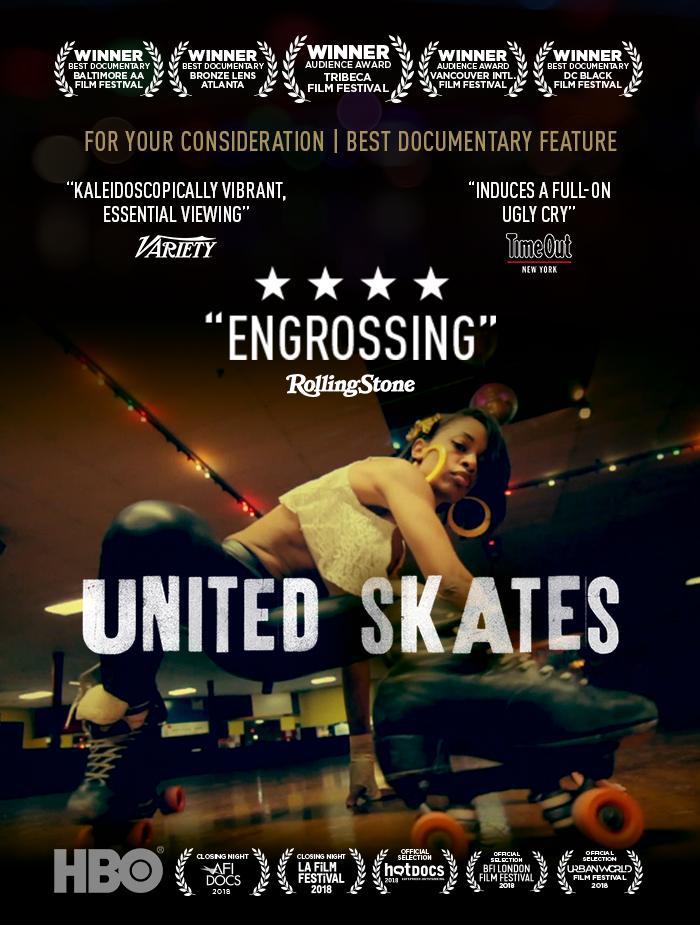 WINNER
BEST DOCUMENTARY
BALTIMORE AA
FILM FESTIVAL
WINNER
BEST DOCUMENTARY
BRONZE LENS
ATLANTA
WINNER
AUDIENCE AWARD
TRIBECA
FILM FESTIVAL
WINNER
AUDIENCE AWARD
VANCOUVER INTL.
FILM FESTIVAL
WINNER
BEST DOCUMENTARY
DC BLACK
FILM FESTIVAL
FOR YOUR CONSIDERATION | BEST DOCUMENTARY FEATURE
“KALEIDOSCOPICALLY VIBRANT,
ESSENTIAL VIEWING”
VARIETY
“INDUCES A FULL-ON
UGLY CRY”
TimeOut
NEW YORK
★ ★ ★ ★
“ENGROSSING”
RollingStone
UNITED SKATES
HBO®
CLOSING NIGHT
AFI
DOCS
2018
CLOSING NIGHT
LA FILM
FESTIVAL
2018
OFFICIAL
SELECTION
hotdocs
2018
OFFICIAL
SELECTION
BFI LONDON
FILM FESTIVAL
2018
OFFICIAL
SELECTION
URBANWORLD
FILM FESTIVAL
2018